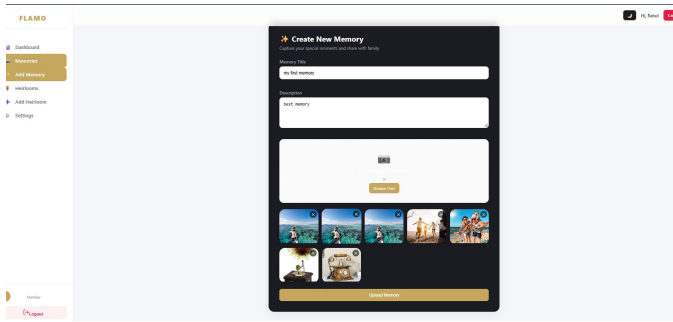 FLAMO
Hi, Rahul
Dashboard
Memories
Add Memory
Heirlooms
Add Heirloom
Settings
✨ Create New Memory
Capture your special moments and share with family
Memory Title
my first memory
Description
best memory
or
Browse Files
Upload Memory
Member
Logout